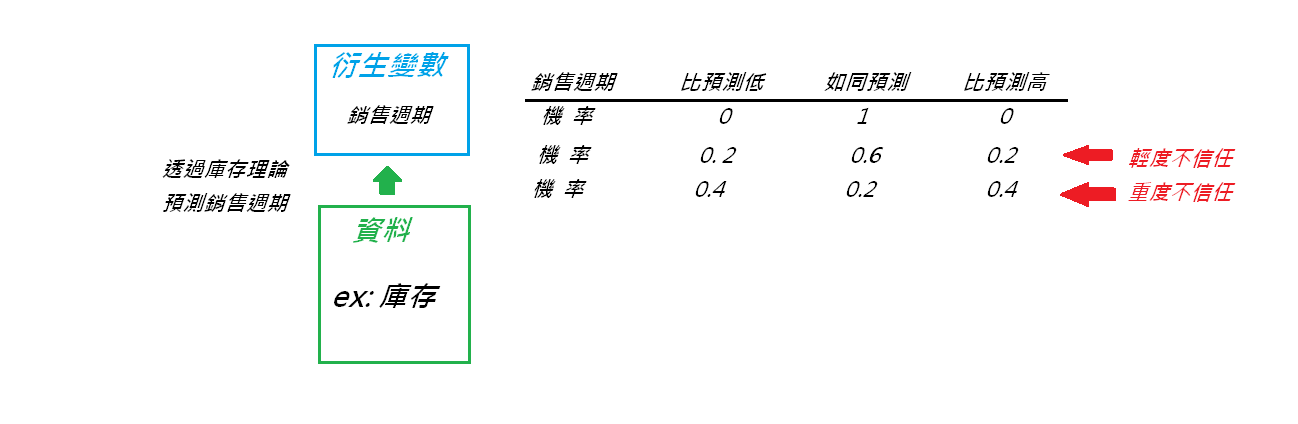 衍生變數
銷售週期
透過庫存理論
預測銷售週期
資料
ex: 庫存
銷售週期 比預測低 如同預測 比預測高
機 率 0 1 0
機 率 0. 2 0.6 0.2 輕度不信任
機 率 0.4 0.2 0.4 重度不信任